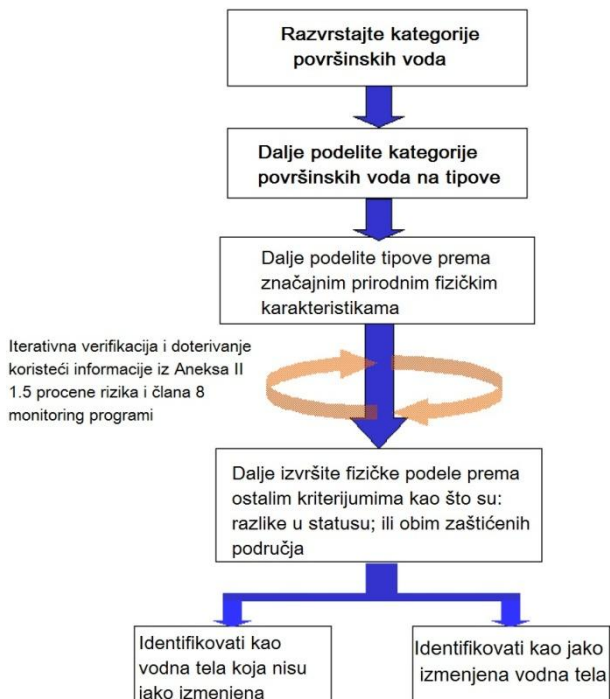 Razvrstajte kategorije
površinskih voda
Dalje podelite kategorije
površinskih voda na tipove
Dalje podelite tipove prema
značajnim prirodnim fizičkim
karakteristikama
Iterativna verifikacija i doterivanje
koristeći informacije iz Aneksa II
1.5 procene rizika i člana 8
monitoring programi
Dalje izvršite fizičke podele prema
ostalim kriterijumima kao što su:
razlike u statusu; ili obim zaštićenih
područja
Identifikovati kao
vodna tela koja nisu
jako izmenjena
Identifikovati kao jako
izmenjena vodna tela